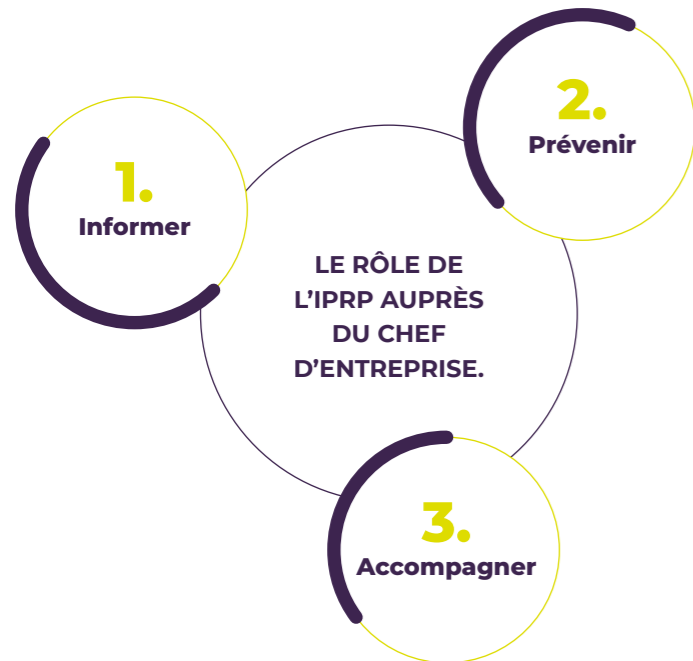 1.
Informer
2.
Prévenir
LE RÔLE DE
L'IPRP AUPRÈS
DU CHEF
D'ENTREPRISE.
3.
Accompagner